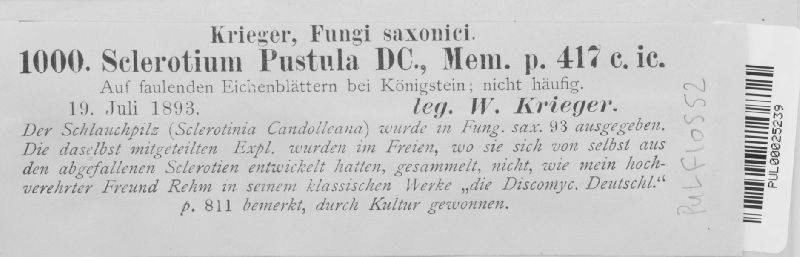 Krieger, Fungi saxonici.
1000. Sclerotium Pustula DC., Mem. p. 417 c. ic.
Auf faulenden Eichenblättern bei Königstein; nicht häufig.
19. Juli 1893. leg. W. Krieger.
Der Schlauchpilz (Sclerotinia Candolleana) wurde in Fung. sax. 93 ausgegeben.
Die daselbst mitgeteilten Expl. wurden im Freien, wo sie sich von selbst aus
den abgefallenen Sclerotien entwickelt hatten, gesammelt, nicht, wie mein hoch-
verehrter Freund Rehm in seinem klassischen Werke „die Discomyc. Deutschl.“
p. 811 bemerkt, durch Kultur gewonnen.
PULF10552
PUL00025239